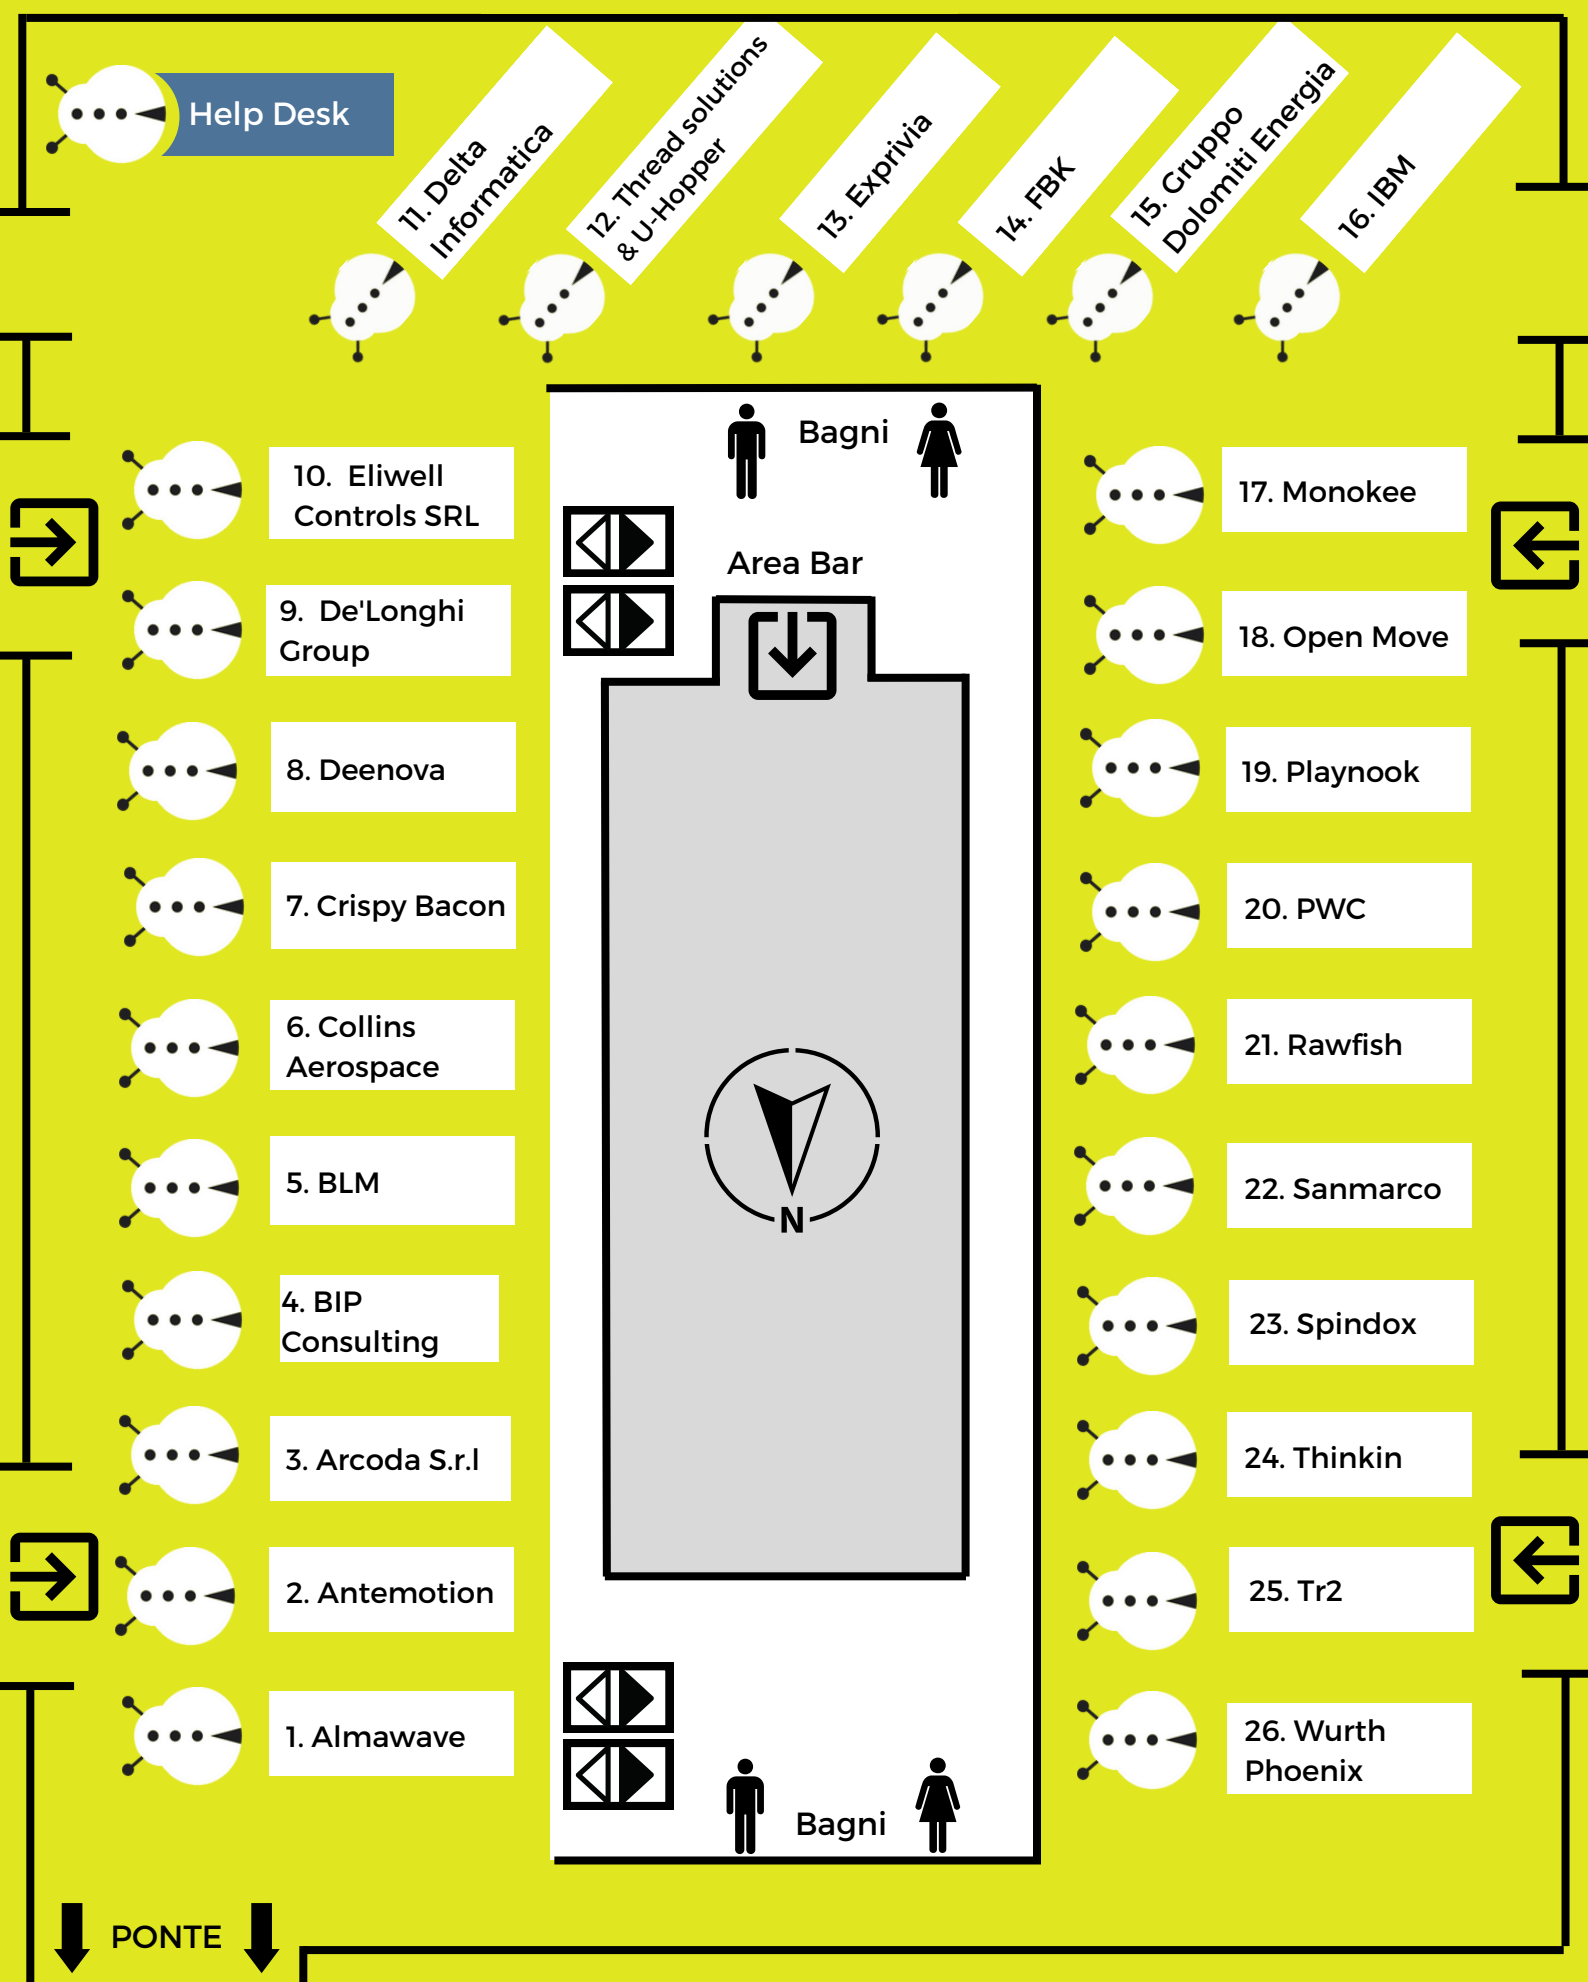 Help Desk
11. Delta
Informatica
12. Thread solutions
& U-Hopper
13. Exprivia
14. FBK
15. Gruppo
Dolomiti Energia
16. IBM
Bagni
Area Bar
10. Eliwell
Controls SRL
9. De'Longhi
Group
8. Deenova
7. Crispy Bacon
6. Collins
Aerospace
5. BLM
4. BIP
Consulting
3. Arcoda S.r.l
2. Antemotion
1. Almawave
N
17. Monokee
18. Open Move
19. Playnook
20. PWC
21. Rawfish
22. Sanmarco
23. Spindox
24. Thinkin
25. Tr2
26. Wurth
Phoenix
Bagni
PONTE